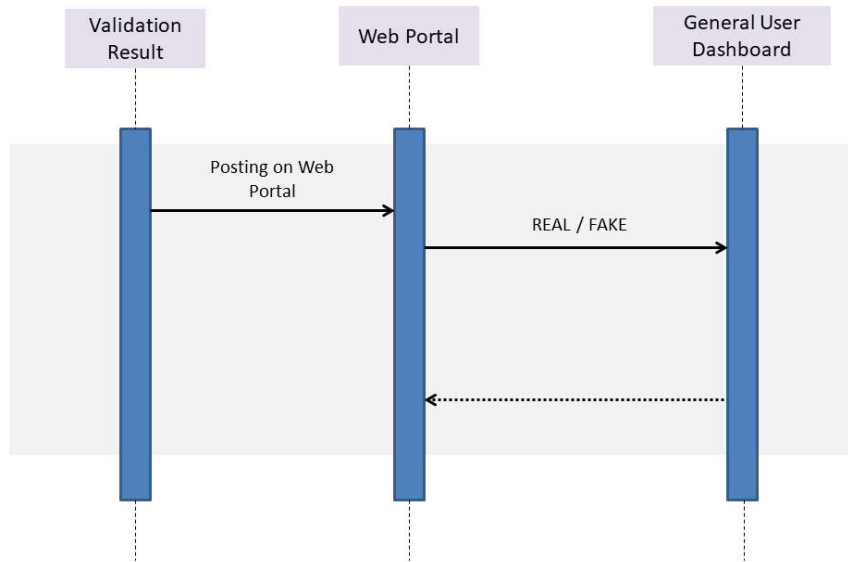 Validation
Result
Web Portal
General User
Dashboard
Posting on Web
Portal
REAL / FAKE